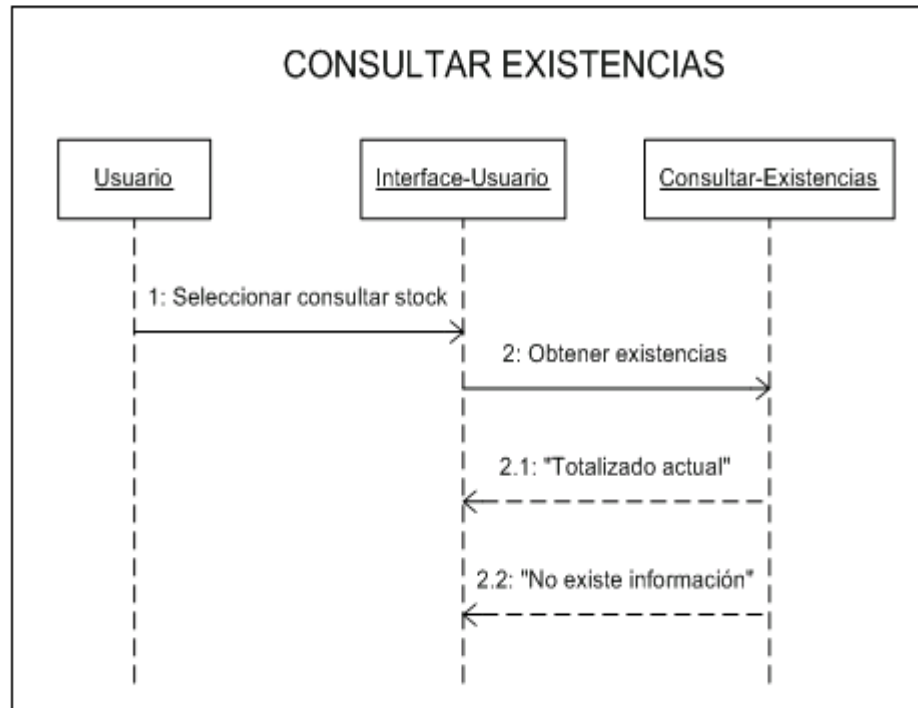 CONSULTAR EXISTENCIAS
Usuario
Interface-Usuario
Consultar-Existencias
1: Seleccionar consultar stock
2: Obtener existencias
2.1: "Totalizado actual"
2.2: "No existe información"